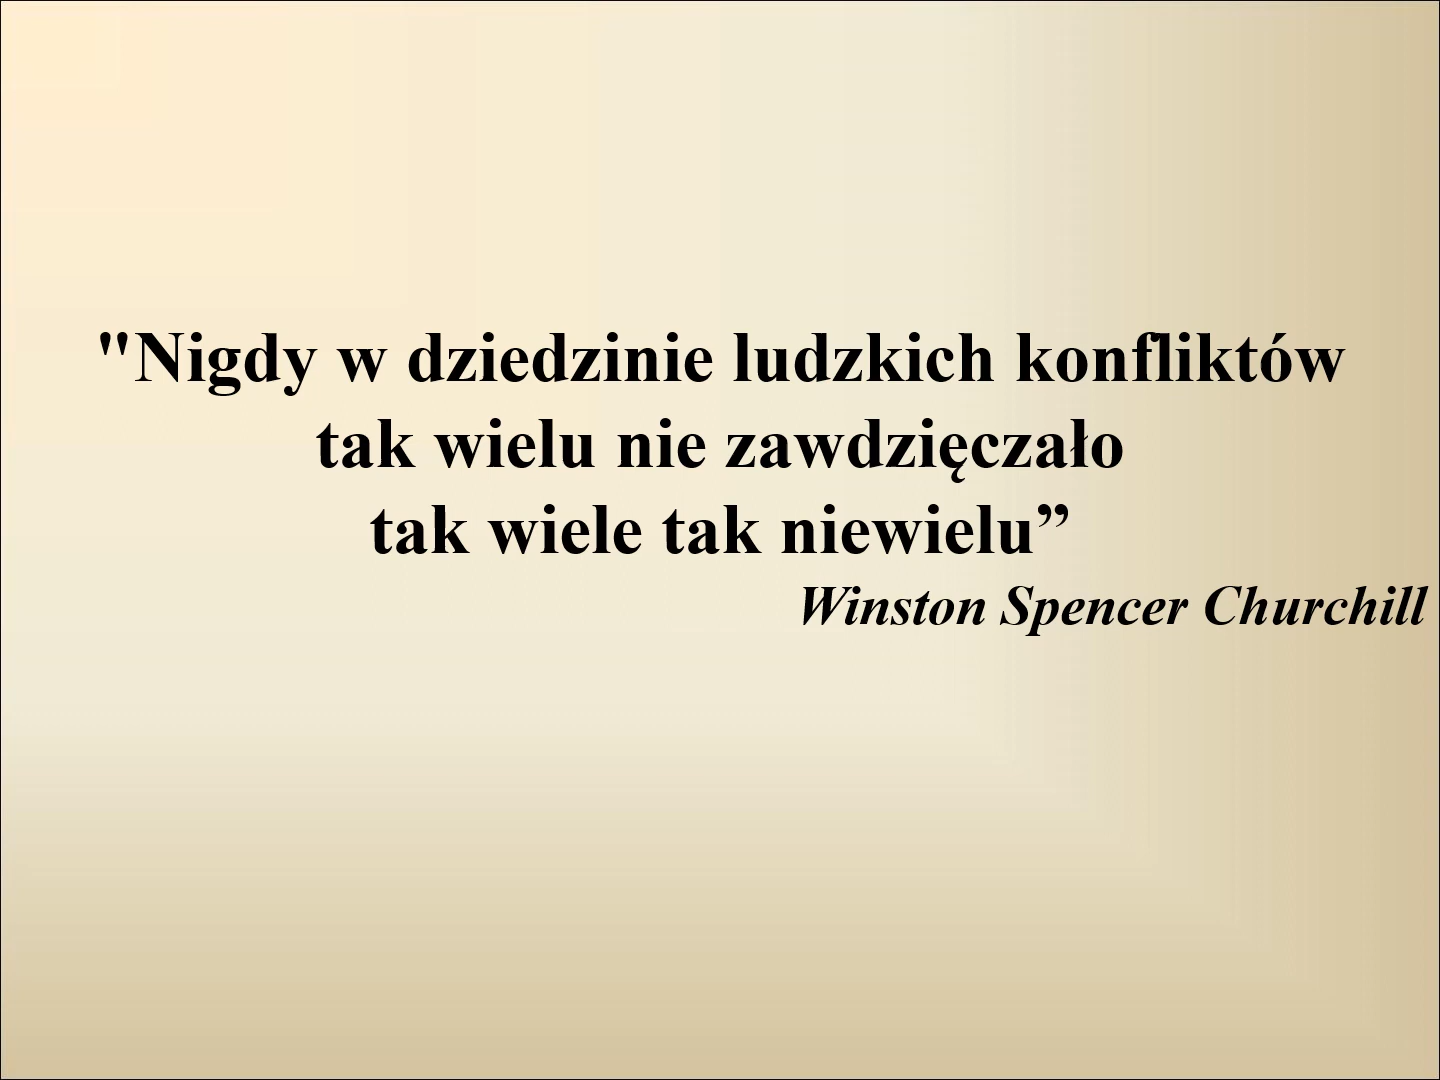 "Nigdy w dziedzinie ludzkich konfliktów
tak wielu nie zawdzięczało
tak wiele tak niewielu”
Winston Spencer Churchill